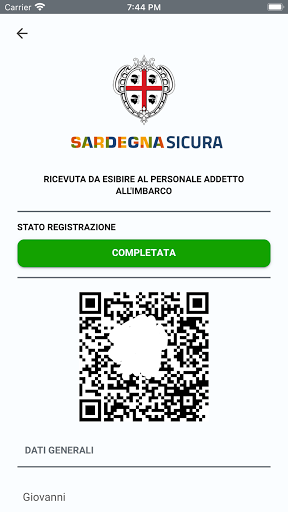 Carrier 7:44 PM
SARDEGNA SICURA
RICEVUTA DA ESIBIRE AL PERSONALE ADDETTO
ALL'IMBARCO
STATO REGISTRAZIONE
COMPLETATA
DATI GENERALI
Giovanni